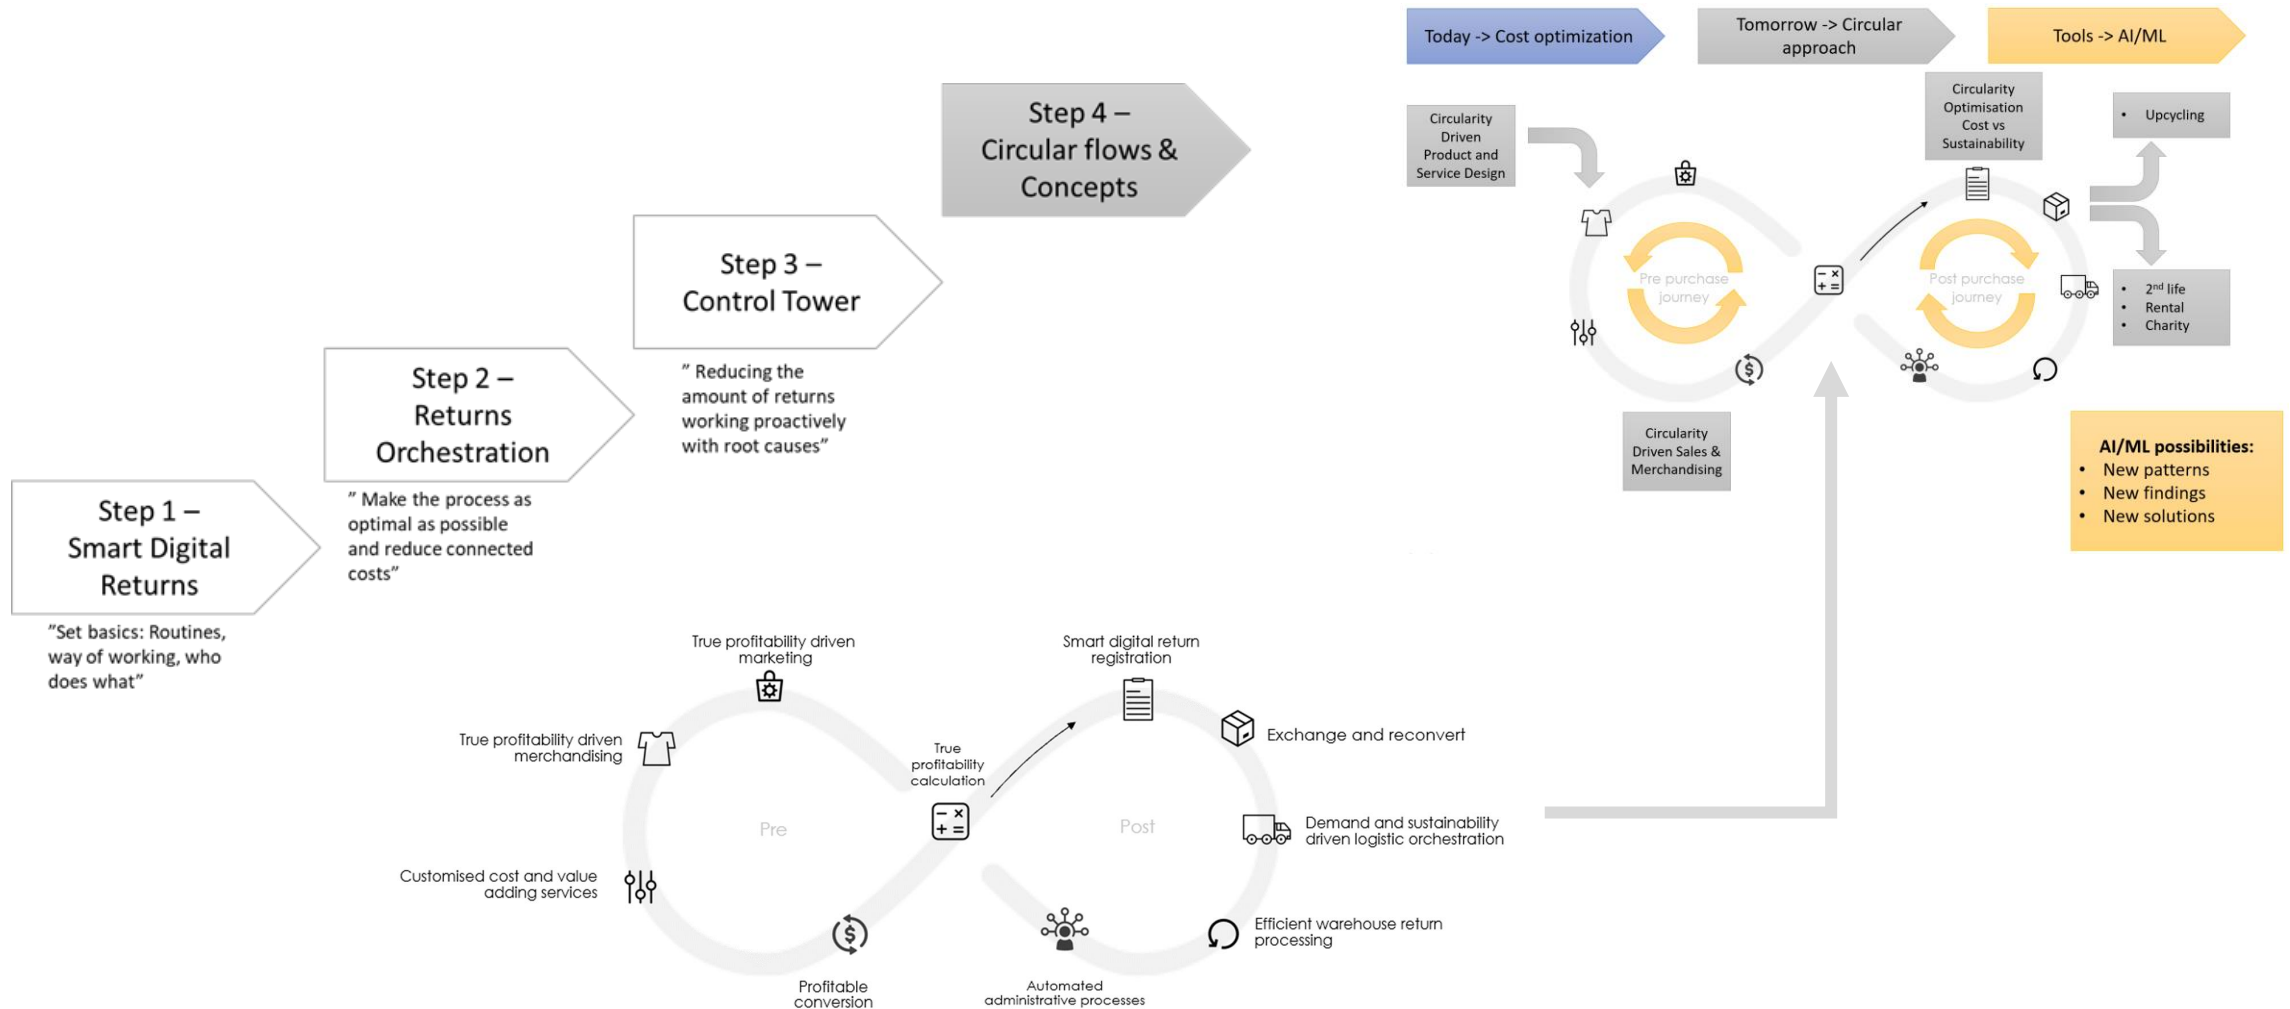 Today -> Cost optimization
Tomorrow -> Circular
approach
Tools -> AI/ML
Step 4 –
Circular flows &
Concepts
Step 3 –
Control Tower
” Reducing the
amount of returns
working proactively
with root causes”
Step 2 –
Returns
Orchestration
” Make the process as
optimal as possible
and reduce connected
costs”
Step 1 –
Smart Digital
Returns
”Set basics: Routines,
way of working, who
does what”
Circularity
Driven
Product and
Service Design
Circularity
Optimisation
Cost vs
Sustainability
• Upcycling
Pre purchase
journey
Post purchase
journey
• 2nd life
• Rental
• Charity
Circularity
Driven Sales &
Merchandising
AI/ML possibilities:
• New patterns
• New findings
• New solutions
True profitability driven
marketing
Smart digital return
registration
True profitability driven
merchandising
True
profitability
calculation
Exchange and reconvert
Pre
Post
Demand and sustainability
driven logistic orchestration
Customised cost and value
adding services
Efficient warehouse return
processing
Profitable
conversion
Automated
administrative processes